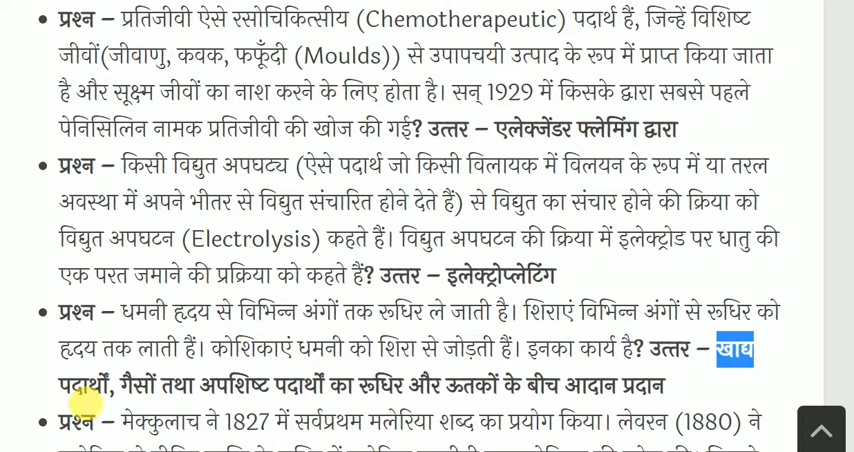 प्रश्न – प्रतिजीवी ऐसे रसोचिकित्सीय (Chemotherapeutic) पदार्थ हैं, जिन्हें विशिष्ट
जीवों(जीवाणु, कवक, फफूँदी (Moulds)) से उपापचयी उत्पाद के रूप में प्राप्त किया जाता
है और सूक्ष्म जीवों का नाश करने के लिए होता है। सन् 1929 में किसके द्वारा सबसे पहले
पेनिसिलिन नामक प्रतिजीवी की खोज की गई? उत्तर – एलेक्जेंडर फ्लेमिंग द्वारा
प्रश्न – किसी विद्युत अपघट्य (ऐसे पदार्थ जो किसी विलायक में विलयन के रूप में या तरल
अवस्था में अपने भीतर से विद्युत संचारित होने देते हैं) से विद्युत का संचार होने की क्रिया को
विद्युत अपघटन (Electrolysis) कहते हैं। विद्युत अपघटन की क्रिया में इलेक्ट्रोड पर धातु की
एक परत जमाने की प्रक्रिया को कहते हैं? उत्तर – इलेक्ट्रोप्लेटिंग
प्रश्न – धमनी हृदय से विभिन्न अंगों तक रूधिर ले जाती है। शिराएं विभिन्न अंगों से रूधिर को
हृदय तक लाती हैं। कोशिकाएं धमनी को शिरा से जोड़ती हैं। इनका कार्य है? उत्तर – खाद्य
पदार्थों, गैसों तथा अपशिष्ट पदार्थों का रूधिर और ऊतकों के बीच आदान प्रदान
प्रश्न – मेक्कुलाच ने 1827 में सर्वप्रथम मलेरिया शब्द का प्रयोग किया। लेवरन (1880) ने